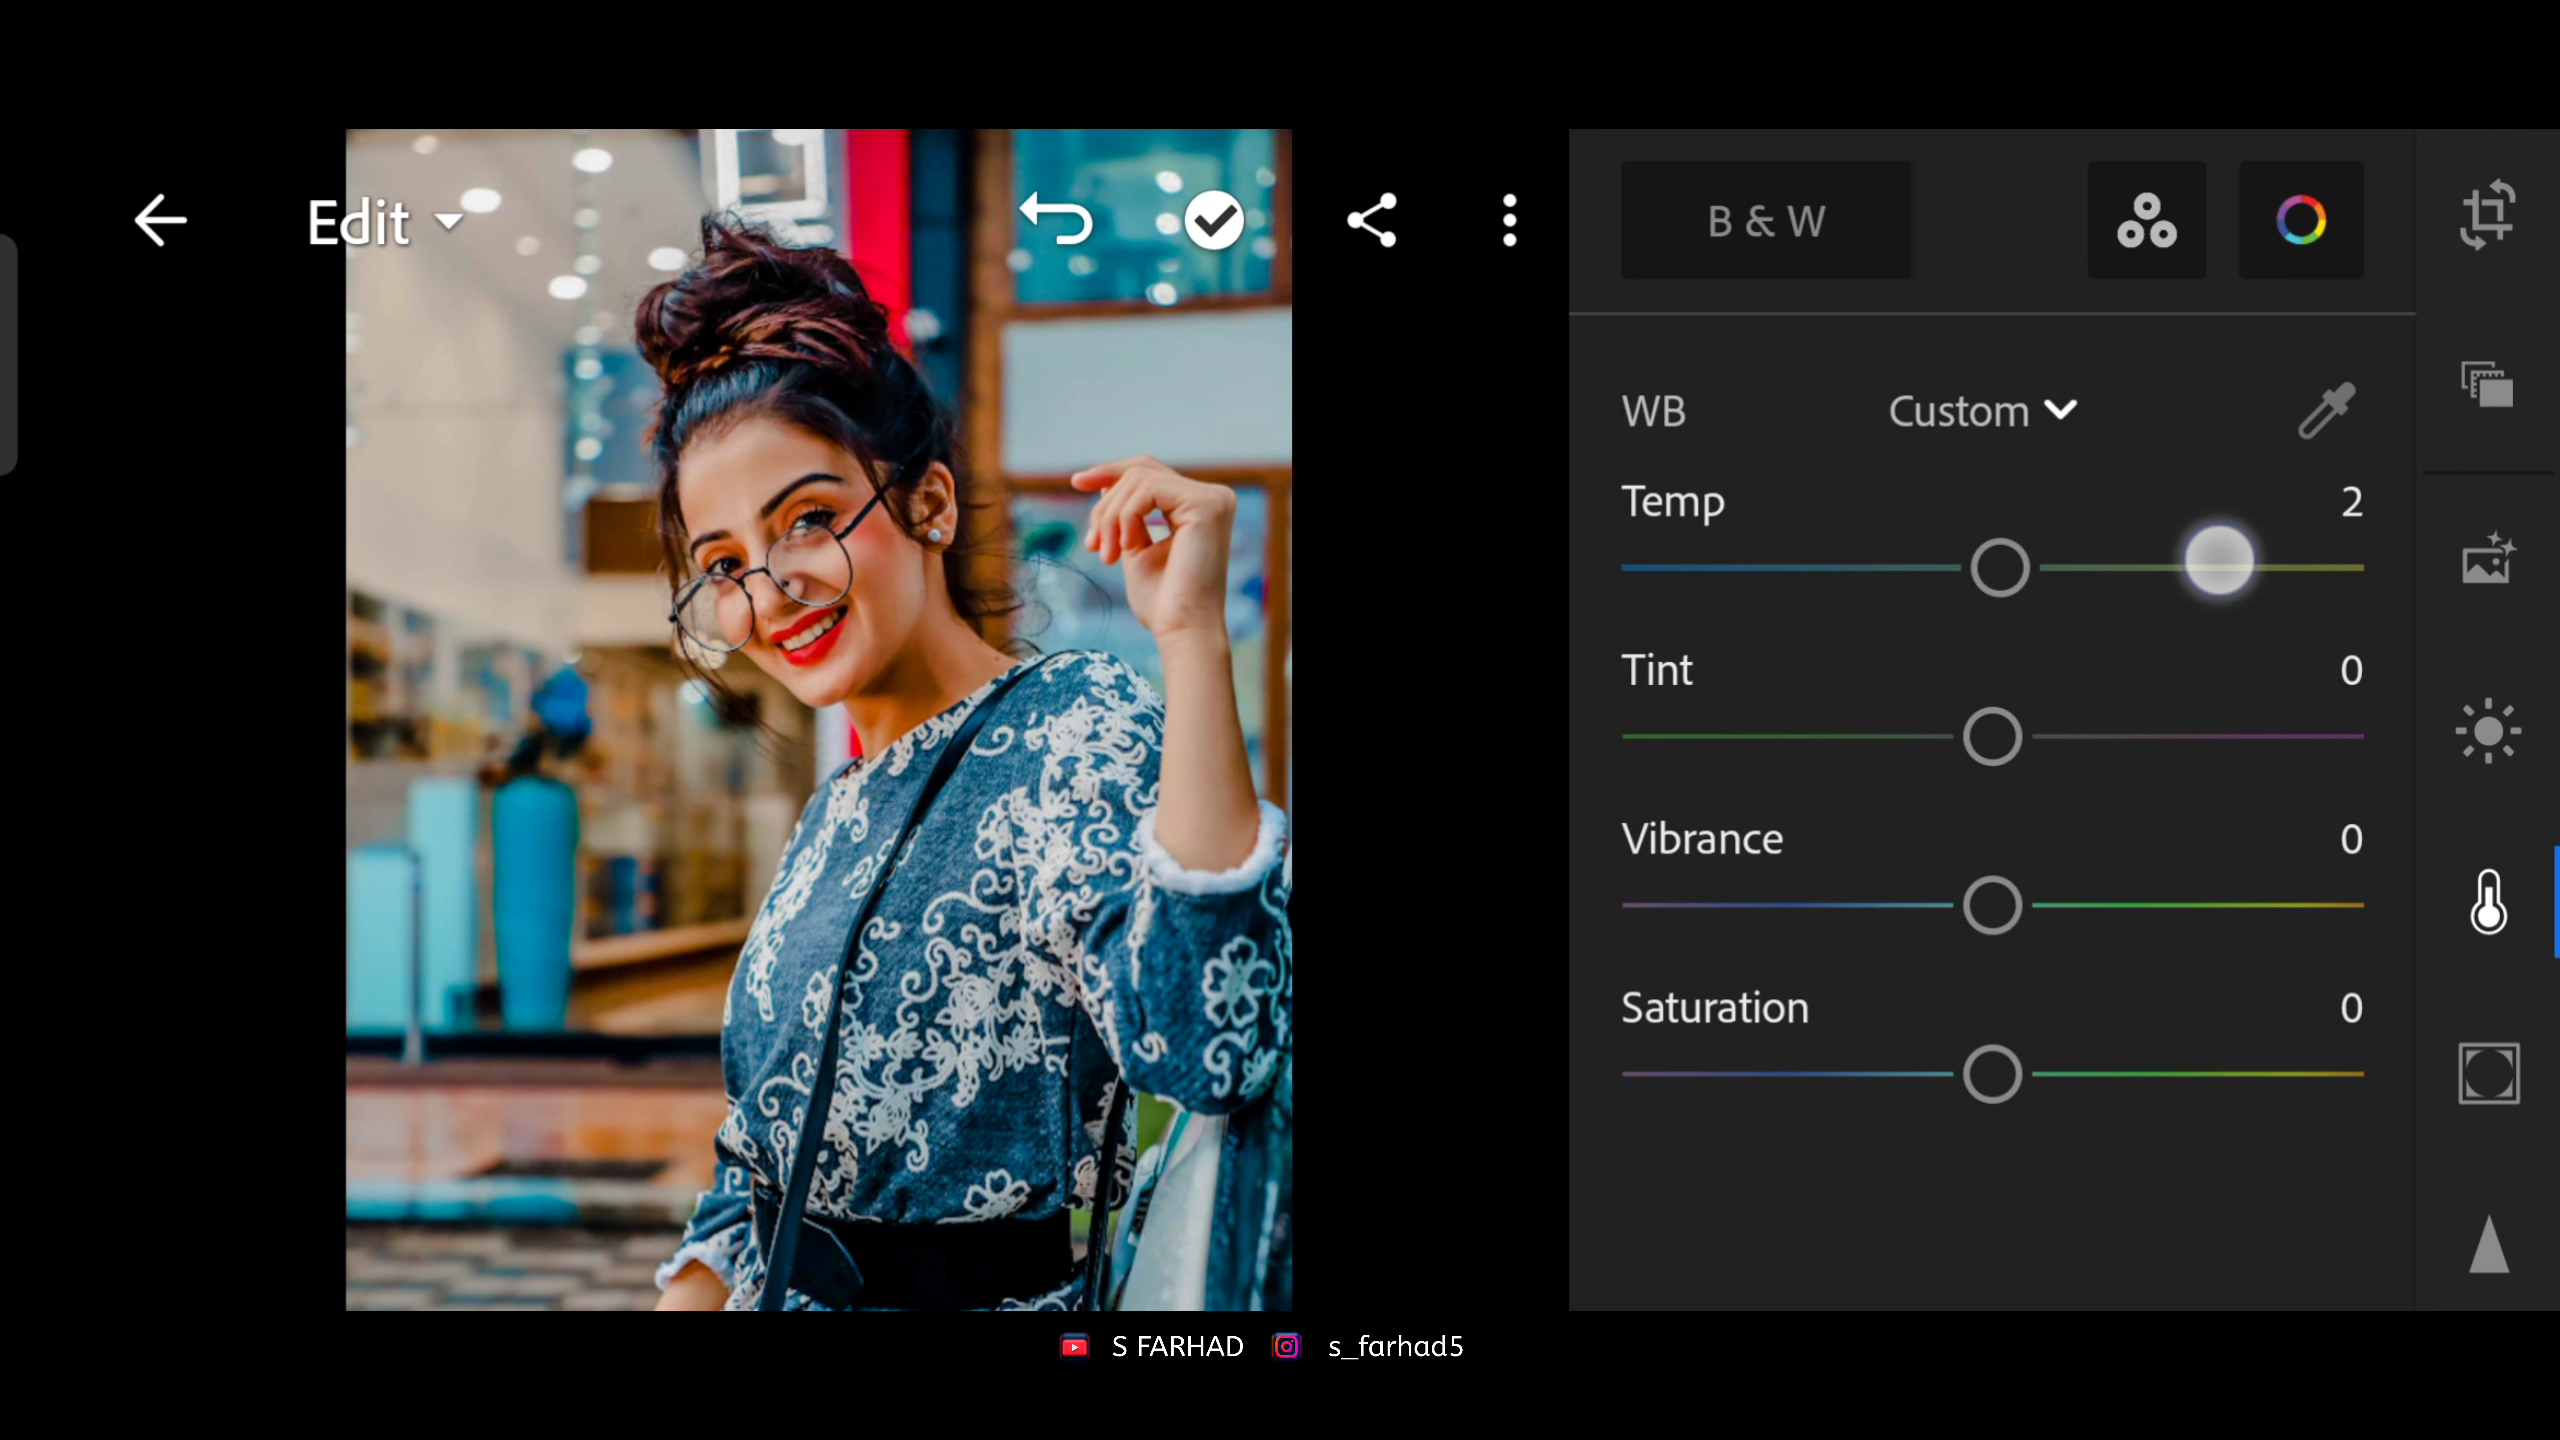 Edit
B & W
WB Custom
Temp 2
Tint 0
Vibrance 0
Saturation 0
S FARHAD s_farhad5